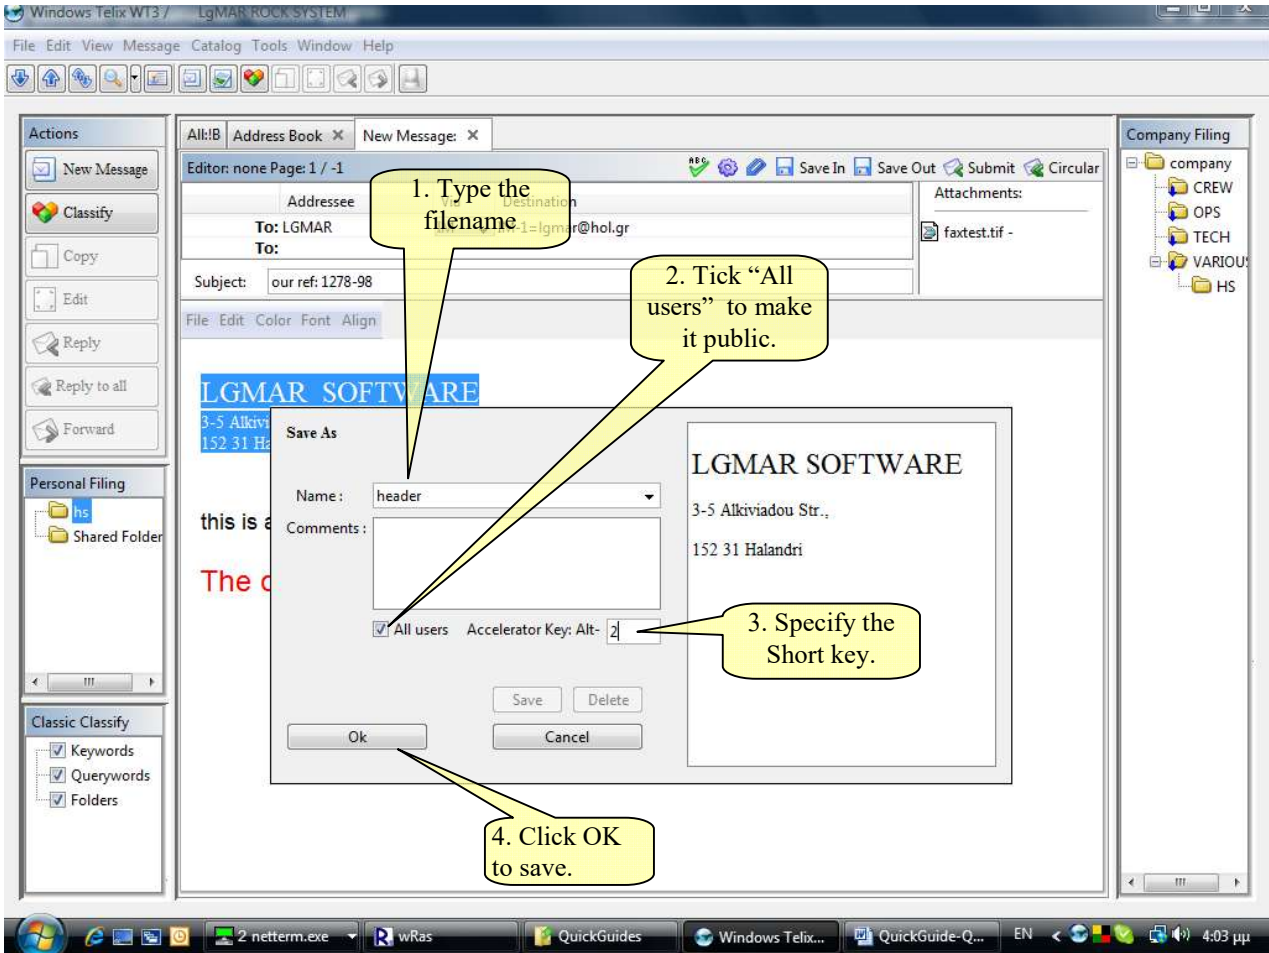 Windows Telix WT3 / LgMAR ROCK SYSTEM
File Edit View Message Catalog Tools Window Help
Actions
New Message
Classify
Copy
Edit
Reply
Reply to all
Forward
Personal Filing
hs
Shared Folder
Classic Classify
Keywords
Querywords
Folders
All:!B Address Book New Message:
Editor: none Page: 1 / -1
ABC Save In Save Out Submit Circular
Addressee Destination
To: LGMAR -1=lgmar@hol.gr
To:
Attachments:
faxtest.tif -
Subject: our ref: 1278-98
File Edit Color Font Align
1. Type the
filename
2. Tick “All
users” to make
it public.
LGMAR SOFTWARE
3-5 Alkivi
152 31 Ha
this is a
The c
Save As
Name : header
Comments :
All users Accelerator Key: Alt- 2
Save Delete
Ok Cancel
LGMAR SOFTWARE
3-5 Alkiviadou Str.,
152 31 Halandri
3. Specify the
Short key.
4. Click OK
to save.
Company Filing
company
CREW
OPS
TECH
VARIOU
HS
2 netterm.exe wRas QuickGuides Windows Telix... QuickGuide-Q... EN 4:03 μμ